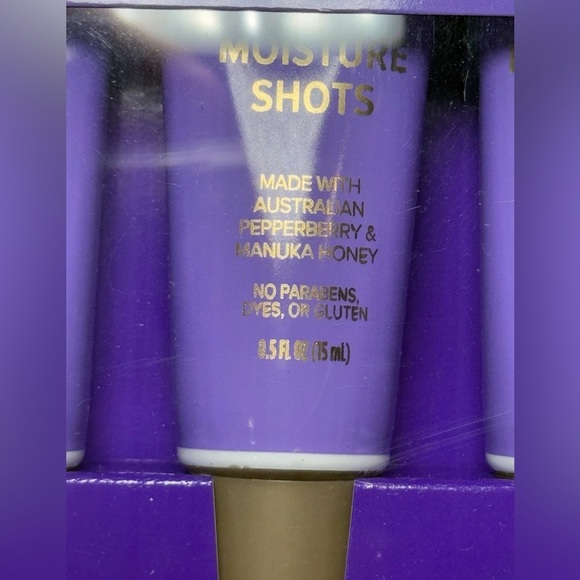 MOISTURE
SHOTS
MADE WITH
AUSTRALIAN
PEPPERBERRY &
MANUKA HONEY
NO PARABENS,
DYES, OR GLUTEN
0.5 FL OZ (15 mL)